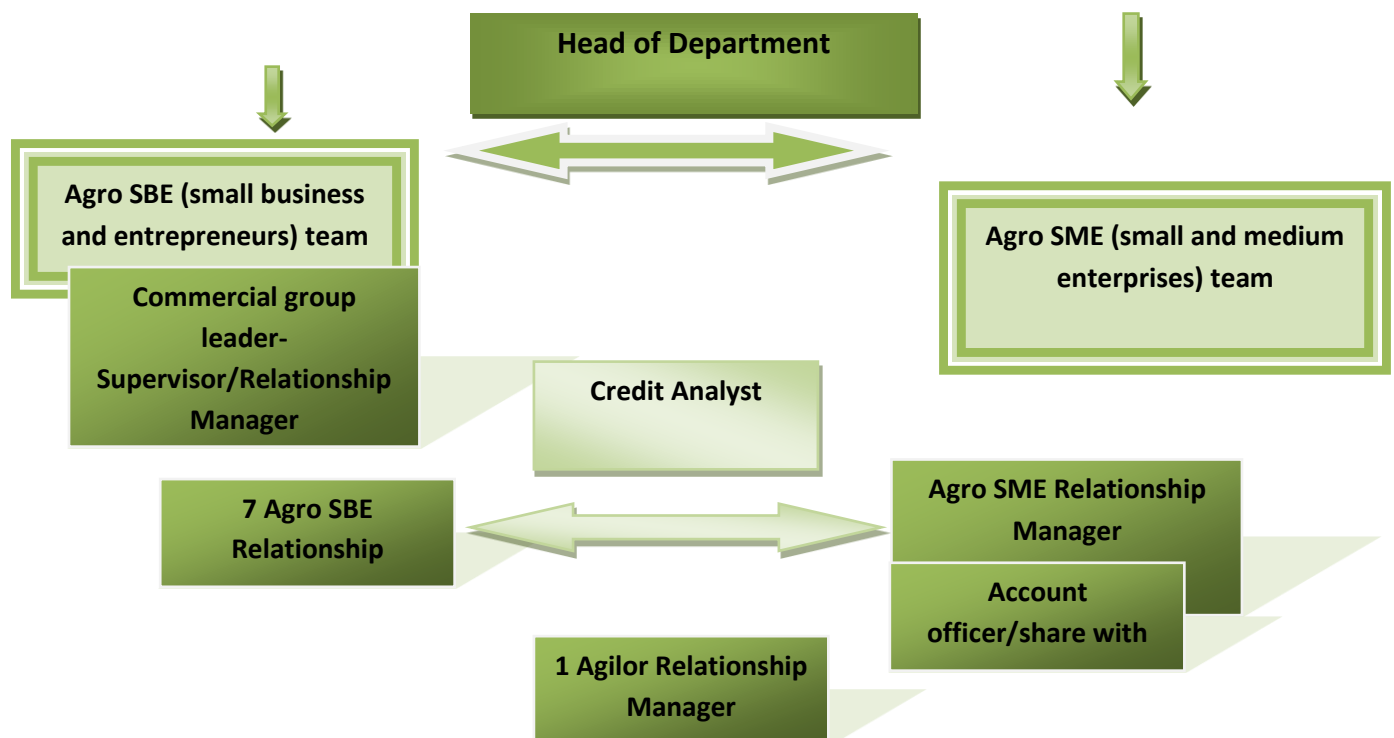 Head of Department
Agro SBE (small business
and entrepreneurs) team
Commercial group
leader-
Supervisor/Relationship
Manager
Agro SME (small and medium
enterprises) team
Credit Analyst
7 Agro SBE
Relationship
Agro SME Relationship
Manager
Account
officer/share with
1 Agilor Relationship
Manager